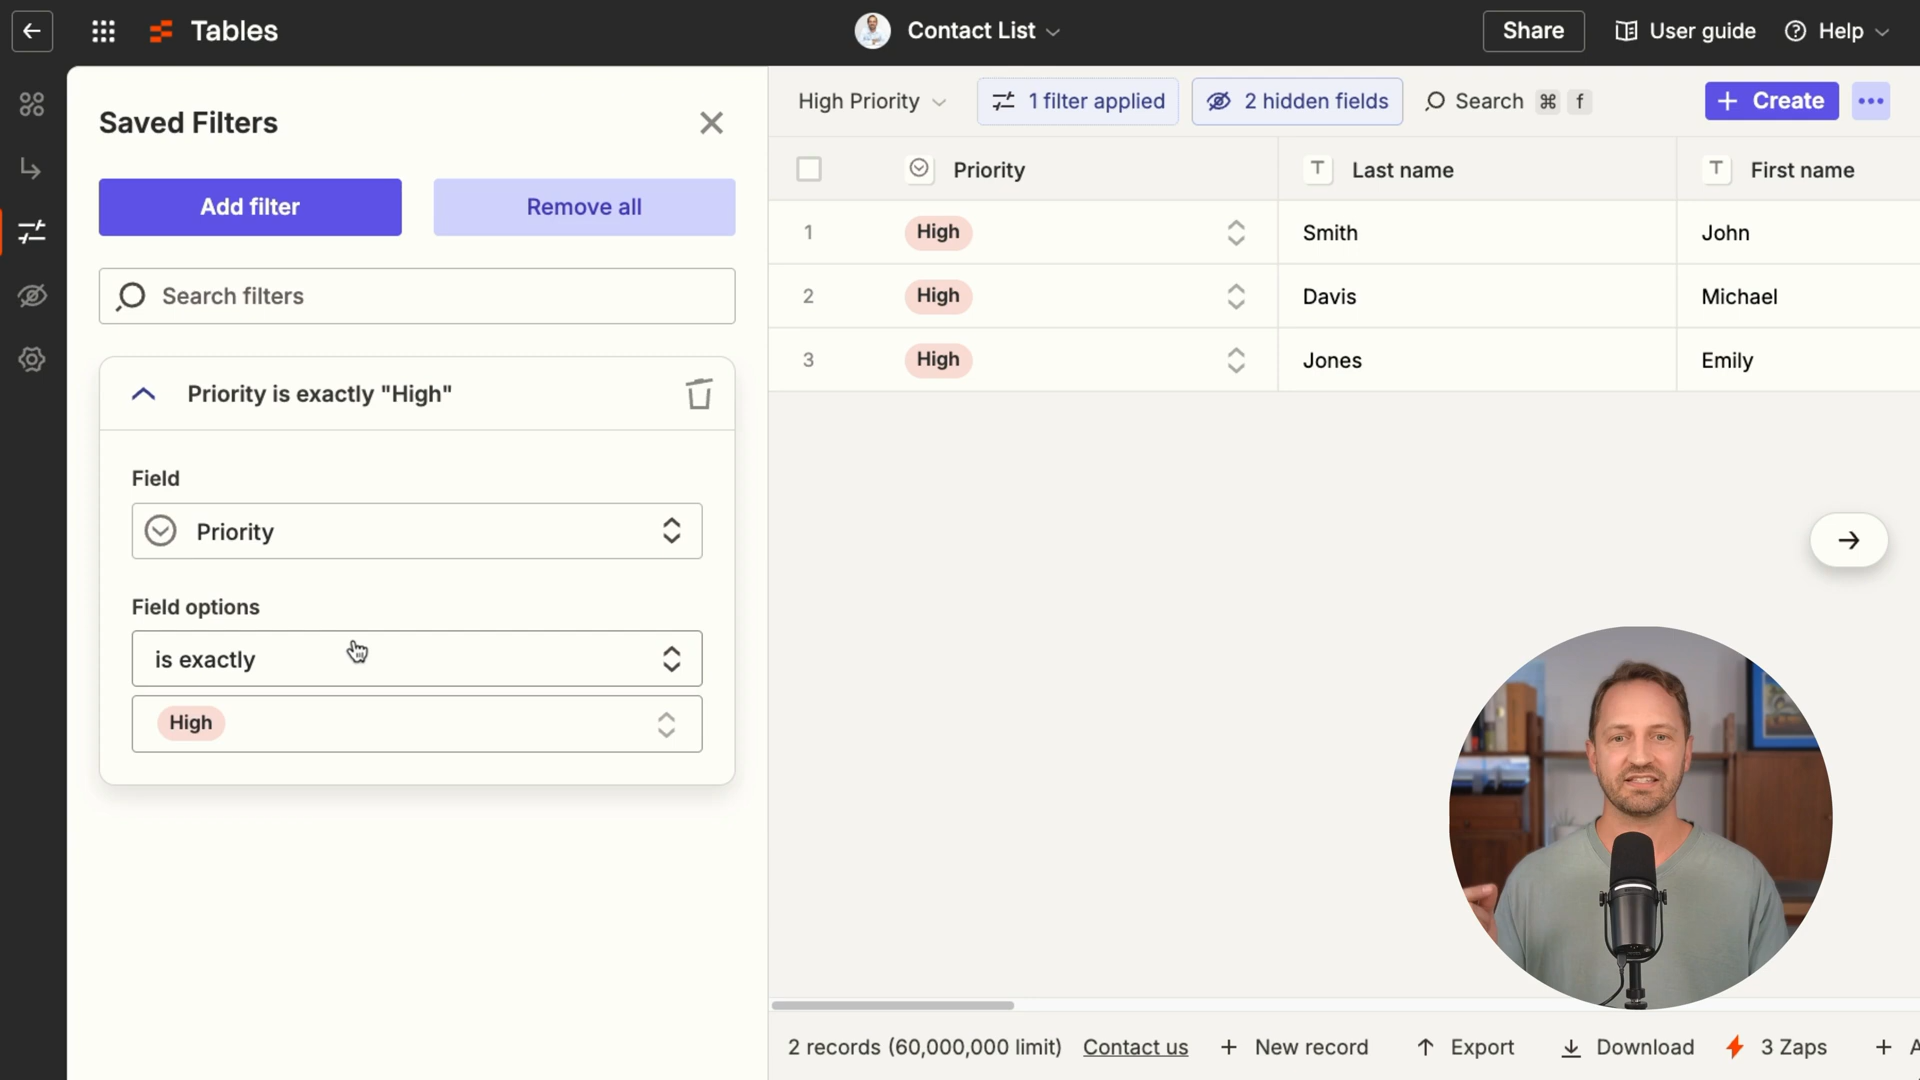 Tables
Contact List
Share
User guide
Help
Saved Filters
Add filter
Remove all
Search filters
Priority is exactly "High"
Field
Priority
Field options
is exactly
High
High Priority
1 filter applied
2 hidden fields
Search ⌘ f
+ Create
Priority
T Last name
T First name
1 High Smith John
2 High Davis Michael
3 High Jones Emily
2 records (60,000,000 limit) Contact us + New record Export Download 3 Zaps + A